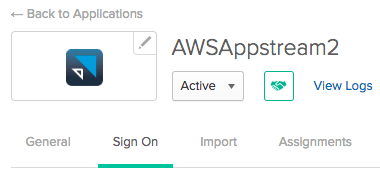 ← Back to Applications
AWSAppstream2
Active View Logs
General Sign On Import Assignments